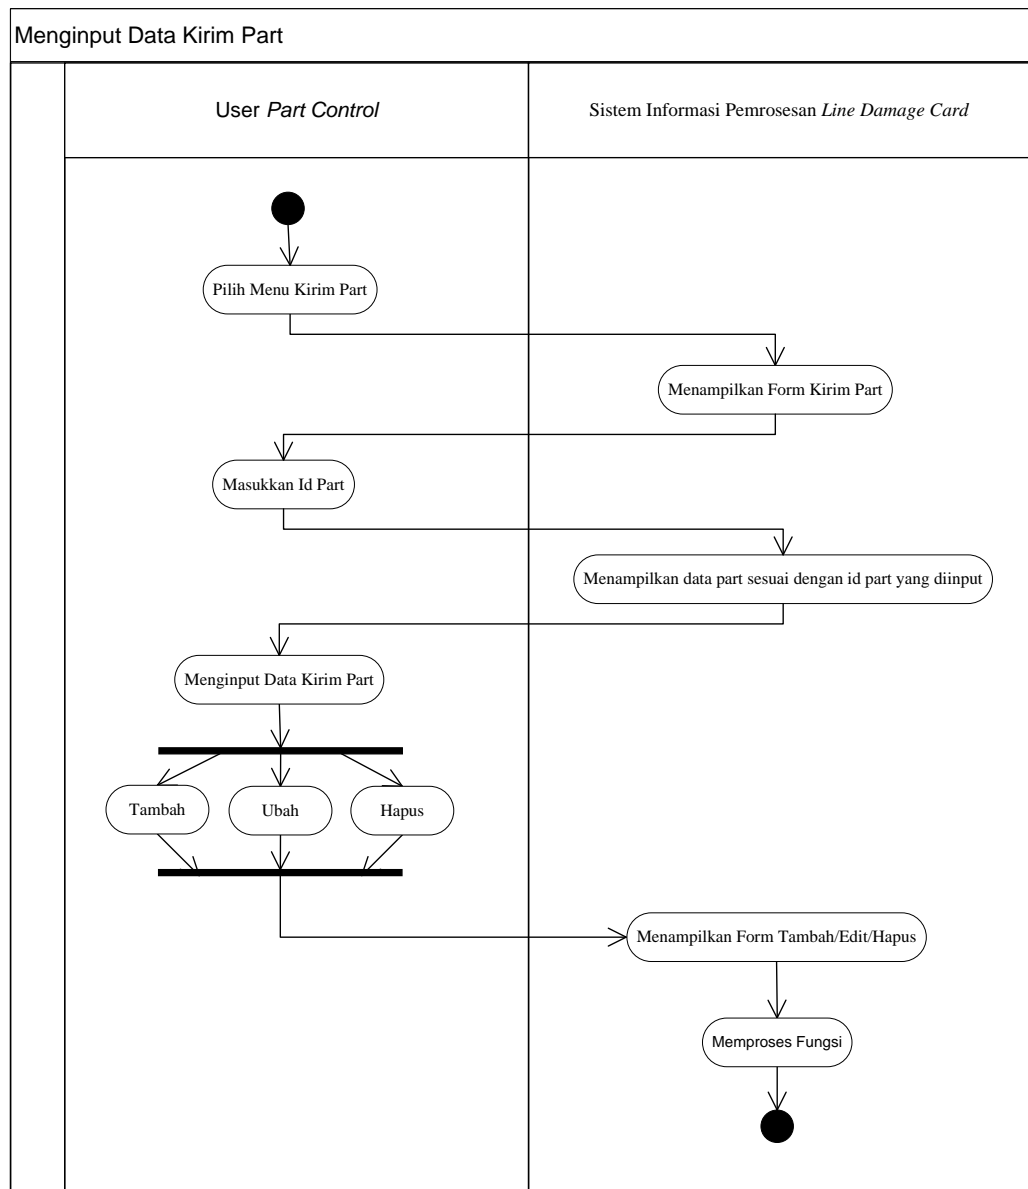 Menginput Data Kirim Part
User Part Control
Sistem Informasi Pemrosesan Line Damage Card
Pilih Menu Kirim Part
Menampilkan Form Kirim Part
Masukkan Id Part
Menampilkan data part sesuai dengan id part yang diinput
Menginput Data Kirim Part
Tambah
Ubah
Hapus
Menampilkan Form Tambah/Edit/Hapus
Memproses Fungsi